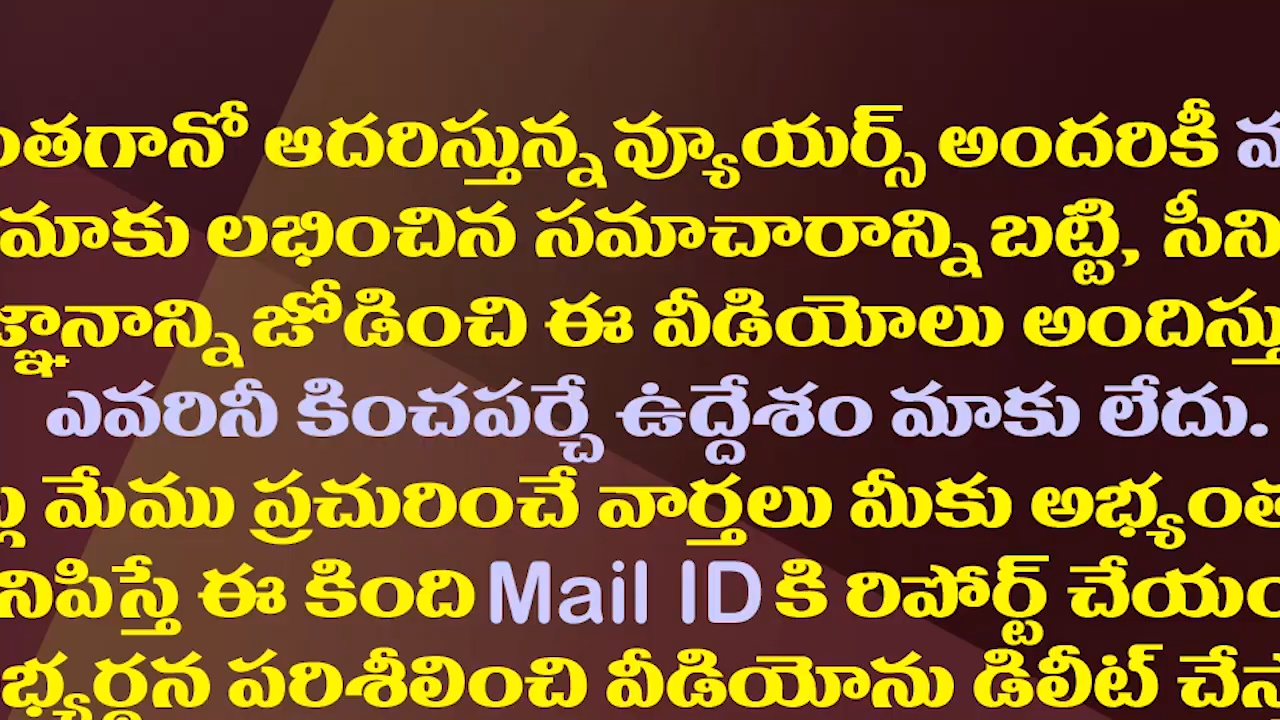 ంతగానో ఆదరిస్తున్న వ్యూయర్స్ అందరికీ
మాకు లభించిన సమాచారాన్ని బట్టి, సీని
జ్ఞానాన్ని జోడించి ఈ వీడియోలు అందిస్తు
ఎవరినీ కించపర్చే ఉద్దేశం మాకు లేదు.
మేము ప్రచురించే వార్తలు మీకు అభ్యంత
నిపిస్తే ఈ కింది Mail ID కి రిపోర్ట్ చేయం
భ్యర్థన పరిశీలించి వీడియోను డిలీట్ చేస